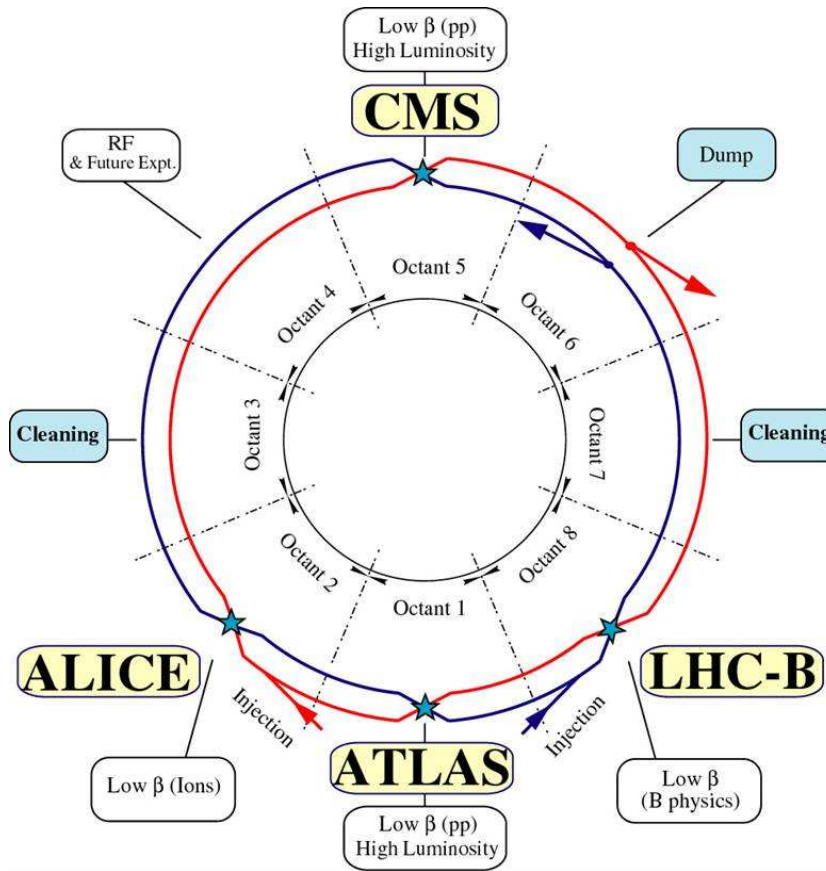 Low β (pp)
High Luminosity
CMS
RF
& Future Expt.
Dump
Octant 5
Octant 4
Octant 6
Cleaning
Octant 3
Octant 7
Cleaning
Octant 2
Octant 8
Octant 1
ALICE
LHC-B
Injection
Injection
ATLAS
Low β (Ions)
Low β
(B physics)
Low β (pp)
High Luminosity